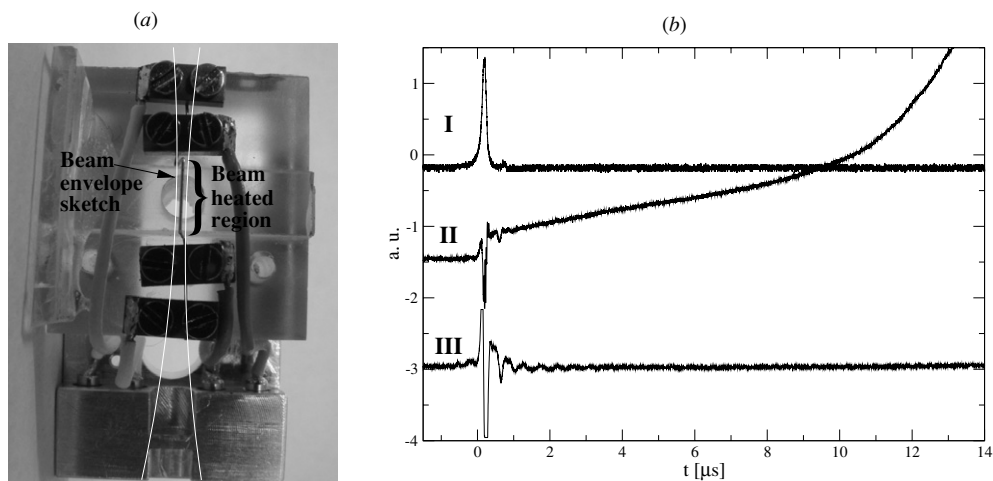 (a)
Beam
envelope
sketch
Beam
heated
region
(b)
I
II
III
a. u.
1
0
-1
-2
-3
-4
0 2 4 6 8 10 12 14
t [µs]